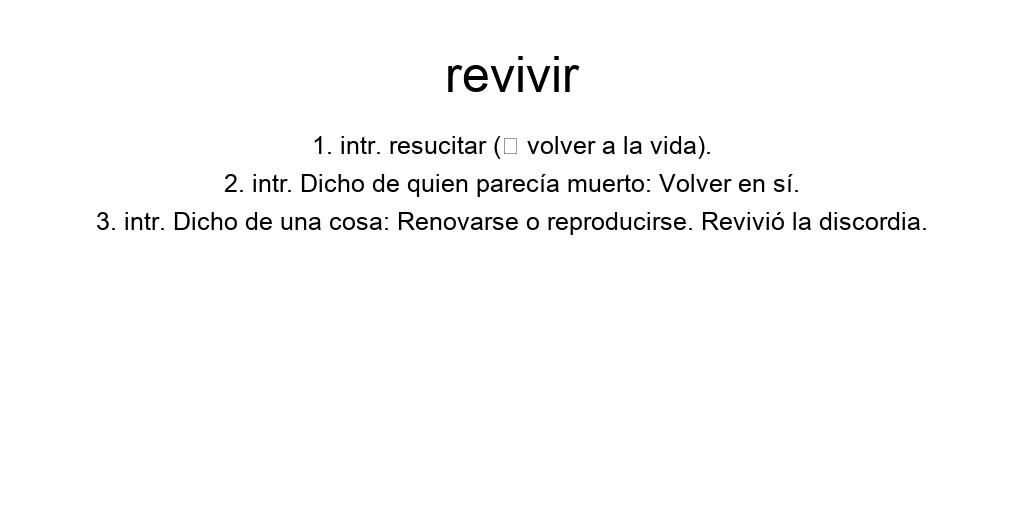 revivir
1. intr. resucitar (□ volver a la vida).
2. intr. Dicho de quien parecía muerto: Volver en sí.
3. intr. Dicho de una cosa: Renovarse o reproducirse. Revivió la discordia.